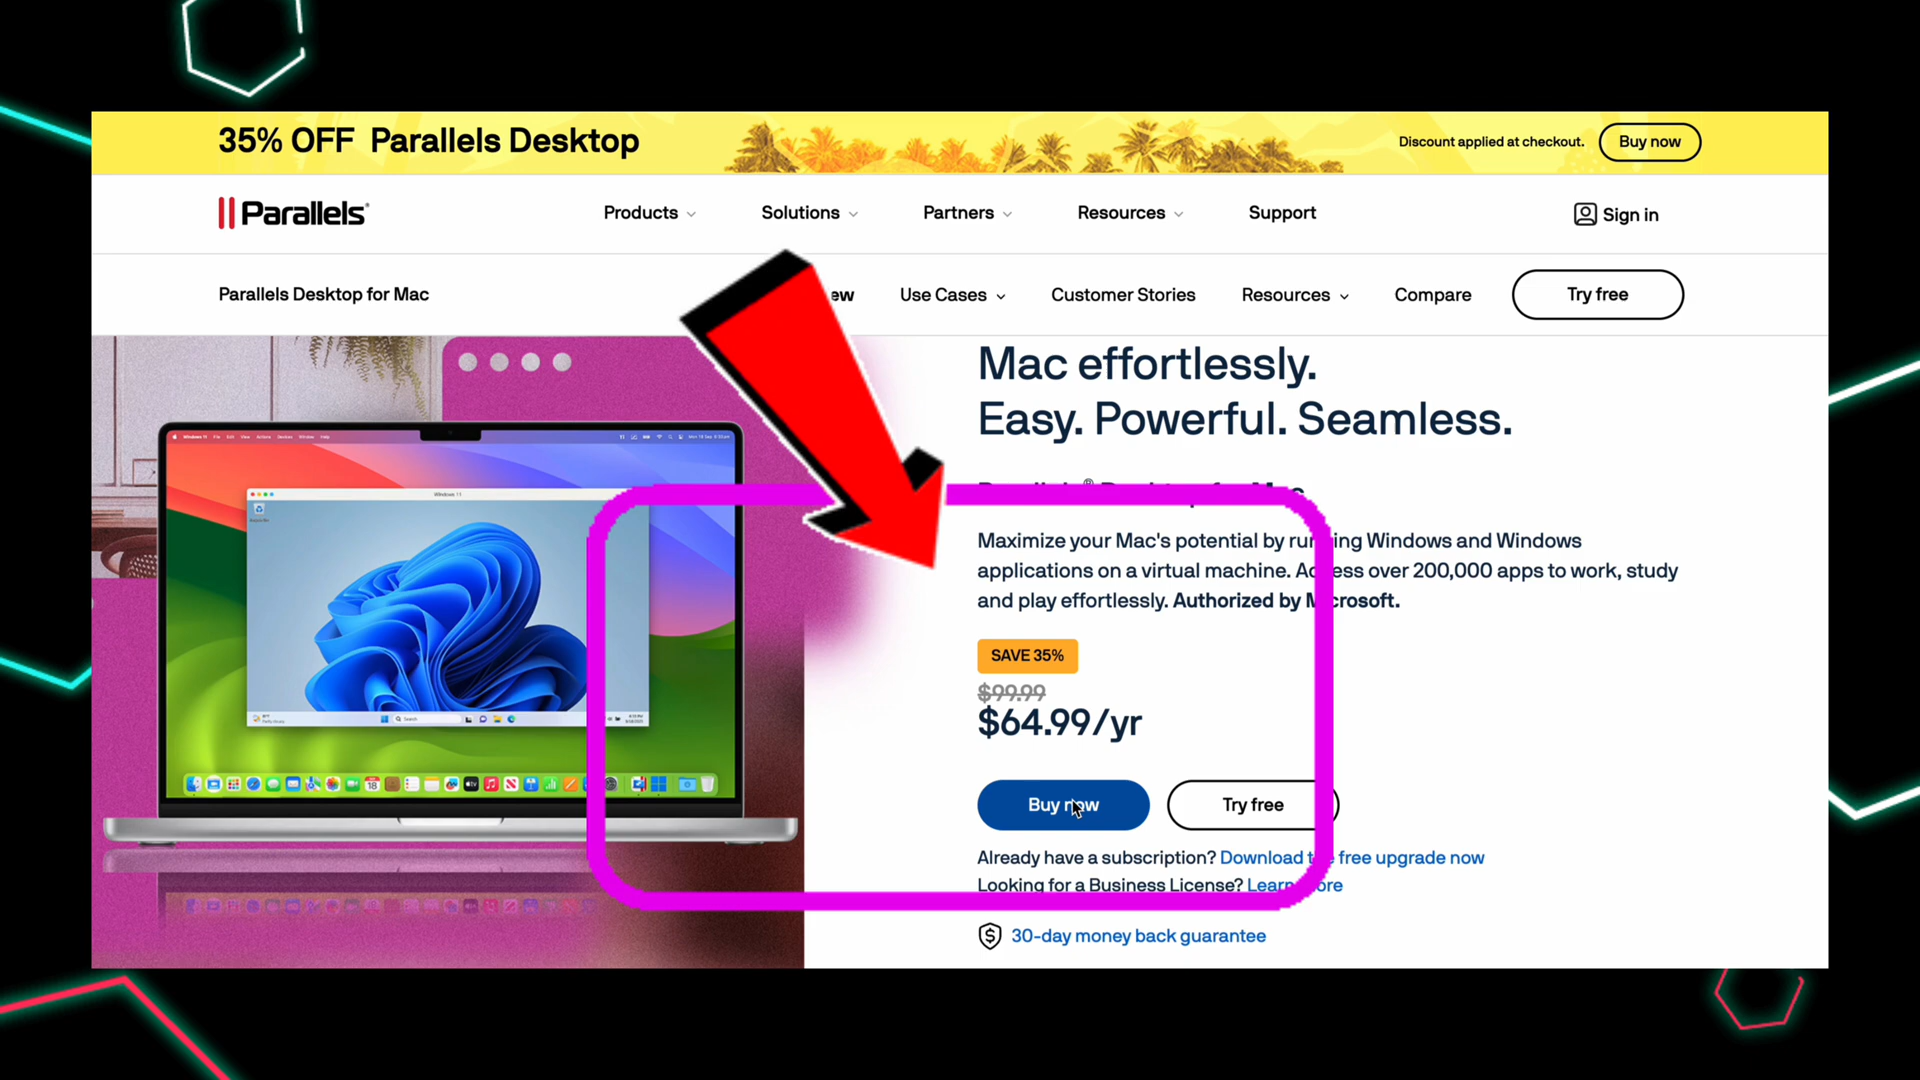 35% OFF Parallels Desktop
Discount applied at checkout.
Buy now
Parallels®
Products
Solutions
Partners
Resources
Support
Sign in
Parallels Desktop for Mac
ew
Use Cases
Customer Stories
Resources
Compare
Try free
Mac effortlessly.
Easy. Powerful. Seamless.
Maximize your Mac's potential by running Windows and Windows
applications on a virtual machine. Access over 200,000 apps to work, study
and play effortlessly. Authorized by Microsoft.
SAVE 35%
$99.99
$64.99/yr
Buy now
Try free
Already have a subscription? Download the free upgrade now
Looking for a Business License? Learn more
30-day money back guarantee
Windows 11
Search